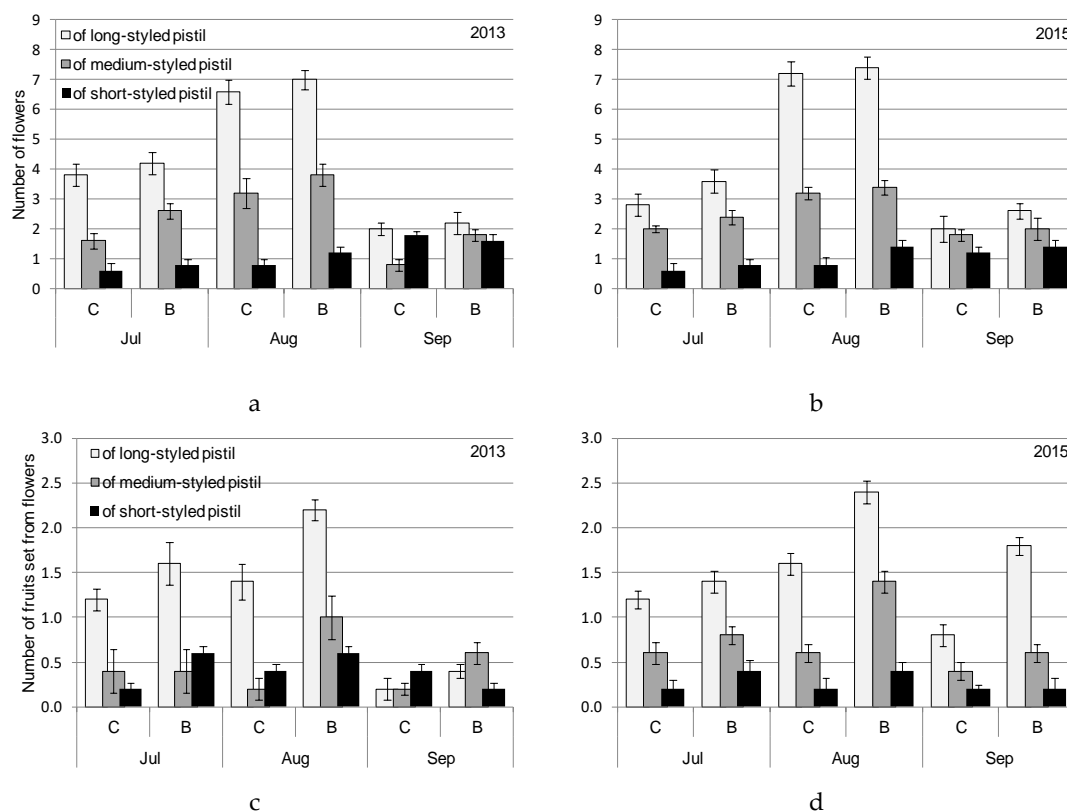 2013
of long-styled pistil
of medium-styled pistil
of short-styled pistil
Number of flowers
9
8
7
6
5
4
3
2
1
0
C B C B C B
Jul Aug Sep
a
2015
9
8
7
6
5
4
3
2
1
0
C B C B C B
Jul Aug Sep
b
2013
of long-styled pistil
of medium-styled pistil
of short-styled pistil
Number of fruits set from flowers
3.0
2.5
2.0
1.5
1.0
0.5
0.0
C B C B C B
Jul Aug Sep
c
2015
3.0
2.5
2.0
1.5
1.0
0.5
0.0
C B C B C B
Jul Aug Sep
d